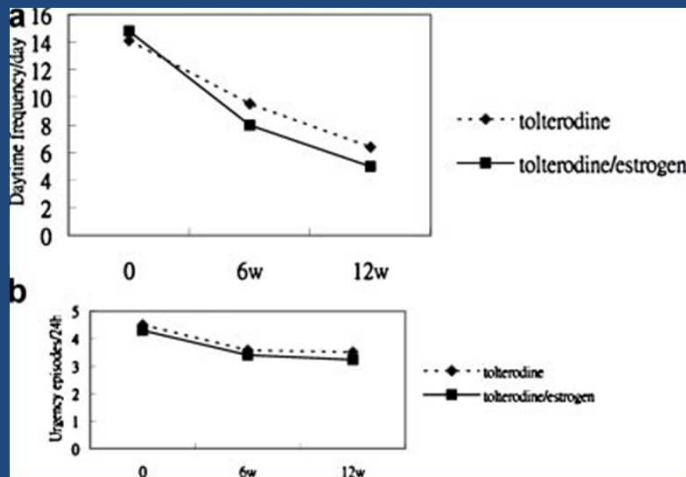 a
Daytime frequency/day
16
14
12
10
8
6
4
2
0
0 6w 12w
tolterodine
tolterodine/estrogen
b
Urgency episodes/24h
5
4
3
2
1
0
0 6w 12w
tolterodine
tolterodine/estrogen